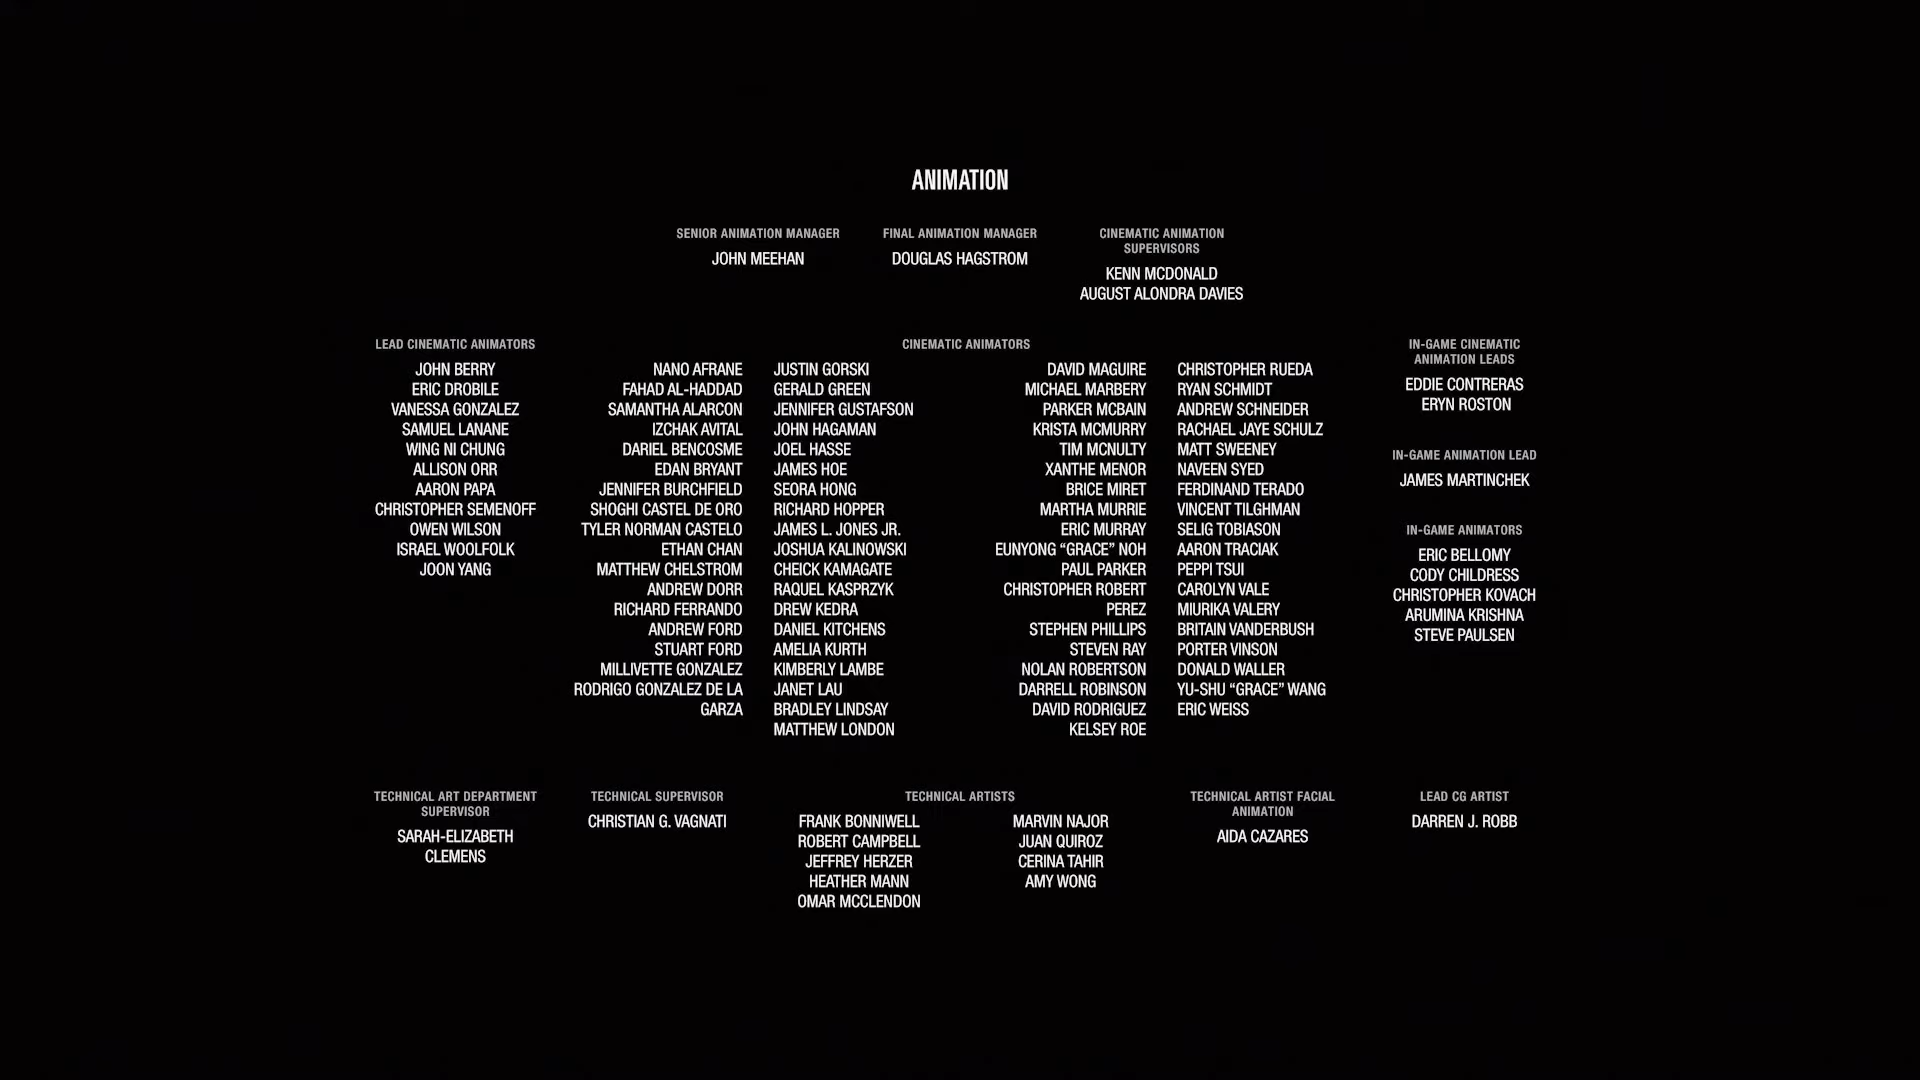 ANIMATION
SENIOR ANIMATION MANAGER
JOHN MEEHAN
FINAL ANIMATION MANAGER
DOUGLAS HAGSTROM
CINEMATIC ANIMATION
SUPERVISORS
KENN MCDONALD
AUGUST ALONDRA DAVIES
LEAD CINEMATIC ANIMATORS
JOHN BERRY
ERIC DROBILE
VANESSA GONZALEZ
SAMUEL LANANE
WING NI CHUNG
ALLISON ORR
AARON PAPA
CHRISTOPHER SEMENOFF
OWEN WILSON
ISRAEL WOOLFOLK
JOON YANG
CINEMATIC ANIMATORS
NANO AFRANE
FAHAD AL-HADDAD
SAMANTHA ALARCON
IZCHAK AVITAL
DARIEL BENCOSME
EDAN BRYANT
JENNIFER BURCHFIELD
SHOGHI CASTEL DE ORO
TYLER NORMAN CASTELO
ETHAN CHAN
MATTHEW CHELSTROM
ANDREW DORR
RICHARD FERRANDO
ANDREW FORD
STUART FORD
MILLIVETTE GONZALEZ
RODRIGO GONZALEZ DE LA
GARZA
JUSTIN GORSKI
GERALD GREEN
JENNIFER GUSTAFSON
JOHN HAGAMAN
JOEL HASSE
JAMES HOE
SEORA HONG
RICHARD HOPPER
JAMES L. JONES JR.
JOSHUA KALINOWSKI
CHEICK KAMAGATE
RAQUEL KASPRZYK
DREW KEDRA
DANIEL KITCHENS
AMELIA KURTH
KIMBERLY LAMBE
JANET LAU
BRADLEY LINDSAY
MATTHEW LONDON
DAVID MAGUIRE
MICHAEL MARBERY
PARKER MCBAIN
KRISTA MCMURRY
TIM MCNULTY
XANTHE MENOR
BRICE MIRET
MARTHA MURRIE
ERIC MURRAY
EUNYONG “GRACE” NOH
PAUL PARKER
CHRISTOPHER ROBERT
PEREZ
STEPHEN PHILLIPS
STEVEN RAY
NOLAN ROBERTSON
DARRELL ROBINSON
DAVID RODRIGUEZ
KELSEY ROE
CHRISTOPHER RUEDA
RYAN SCHMIDT
ANDREW SCHNEIDER
RACHAEL JAYE SCHULZ
MATT SWEENEY
NAVEEN SYED
FERDINAND TERADO
VINCENT TILGHMAN
SELIG TOBIASON
AARON TRACIAK
PEPPI TSUI
CAROLYN VALE
MIURIKA VALERY
BRITAIN VANDERBUSH
PORTER VINSON
DONALD WALLER
YU-SHU “GRACE” WANG
ERIC WEISS
IN-GAME CINEMATIC
ANIMATION LEADS
EDDIE CONTRERAS
ERYN ROSTON
IN-GAME ANIMATION LEAD
JAMES MARTINCHEK
IN-GAME ANIMATORS
ERIC BELLOMY
CODY CHILDRESS
CHRISTOPHER KOVACH
ARUMINA KRISHNA
STEVE PAULSEN
TECHNICAL ART DEPARTMENT
SUPERVISOR
SARAH-ELIZABETH
CLEMENS
TECHNICAL SUPERVISOR
CHRISTIAN G. VAGNATI
TECHNICAL ARTISTS
FRANK BONNIWELL
ROBERT CAMPBELL
JEFFREY HERZER
HEATHER MANN
OMAR MCCLENDON
MARVIN NAJOR
JUAN QUIROZ
CERINA TAHIR
AMY WONG
TECHNICAL ARTIST FACIAL
ANIMATION
AIDA CAZARES
LEAD CG ARTIST
DARREN J. ROBB